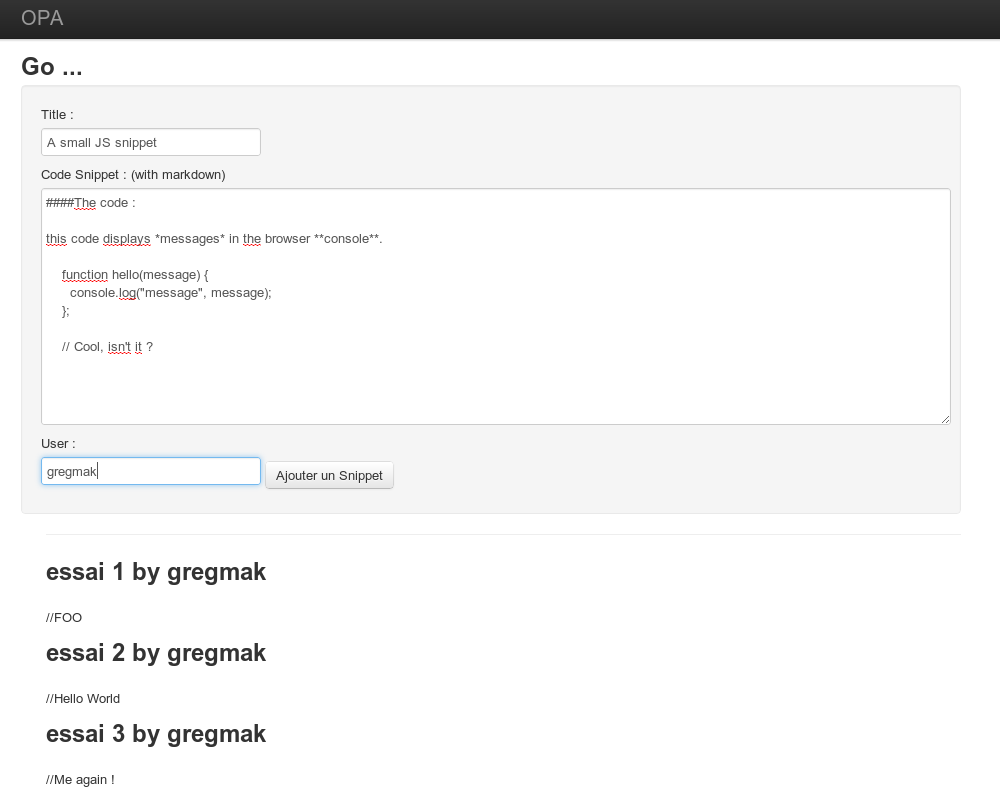 OPA
Go ...
Title :
A small JS snippet
Code Snippet : (with markdown)
####The code :
this code displays *messages* in the browser **console**.
function hello(message) {
console.log("message", message);
};
// Cool, isn't it ?
User :
gregmak
Ajouter un Snippet
essai 1 by gregmak
//FOO
essai 2 by gregmak
//Hello World
essai 3 by gregmak
//Me again !